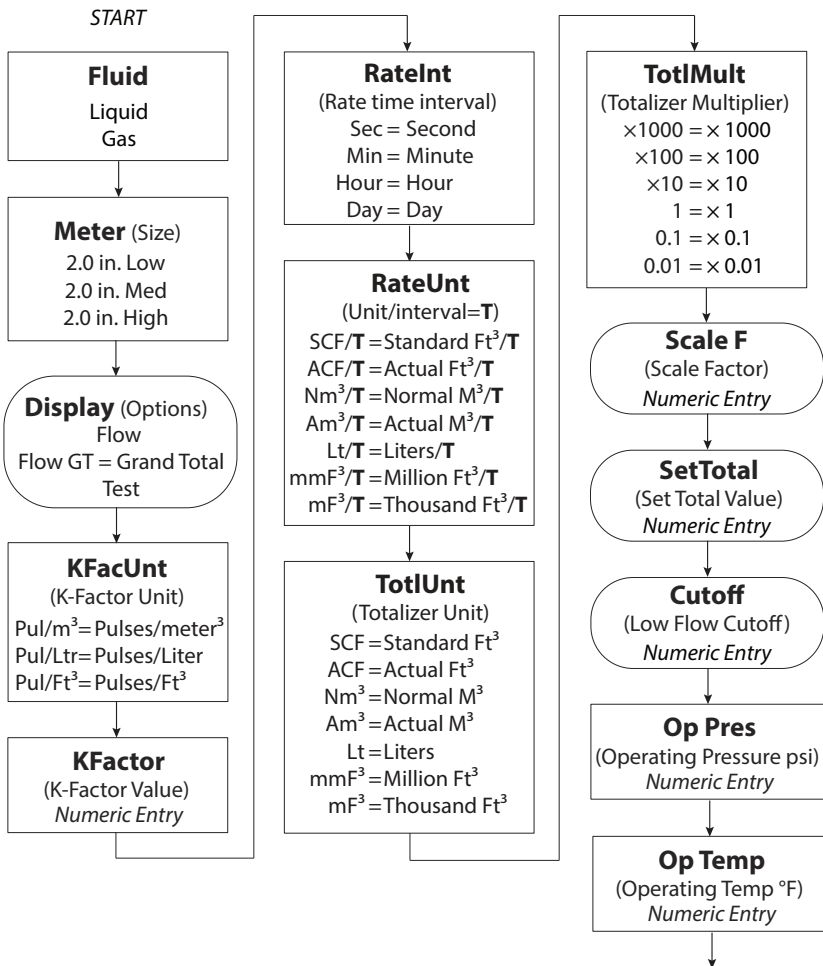 START
Fluid
Liquid
Gas
Meter (Size)
2.0 in. Low
2.0 in. Med
2.0 in. High
Display (Options)
Flow
Flow GT = Grand Total
Test
KFacUnt
(K-Factor Unit)
Pul/m³=Pulses/meter³
Pul/Ltr=Pulses/Liter
Pul/Ft³=Pulses/Ft³
KFactor
(K-Factor Value)
Numeric Entry
RateInt
(Rate time interval)
Sec = Second
Min = Minute
Hour = Hour
Day = Day
RateUnt
(Unit/interval=T)
SCF/T =Standard Ft³/T
ACF/T =Actual Ft³/T
Nm³/T =Normal M³/T
Am³/T =Actual M³/T
Lt/T =Liters/T
mmF³/T =Million Ft³/T
mF³/T =Thousand Ft³/T
TotlUnt
(Totalizer Unit)
SCF=Standard Ft³
ACF=Actual Ft³
Nm³=Normal M³
Am³=Actual M³
Lt=Liters
mmF³=Million Ft³
mF³=Thousand Ft³
TotlMult
(Totalizer Multiplier)
×1000 = × 1000
×100 = × 100
×10 = × 10
1 = × 1
0.1 = × 0.1
0.01 = × 0.01
Scale F
(Scale Factor)
Numeric Entry
SetTotal
(Set Total Value)
Numeric Entry
Cutoff
(Low Flow Cutoff)
Numeric Entry
Op Pres
(Operating Pressure psi)
Numeric Entry
Op Temp
(Operating Temp °F)
Numeric Entry